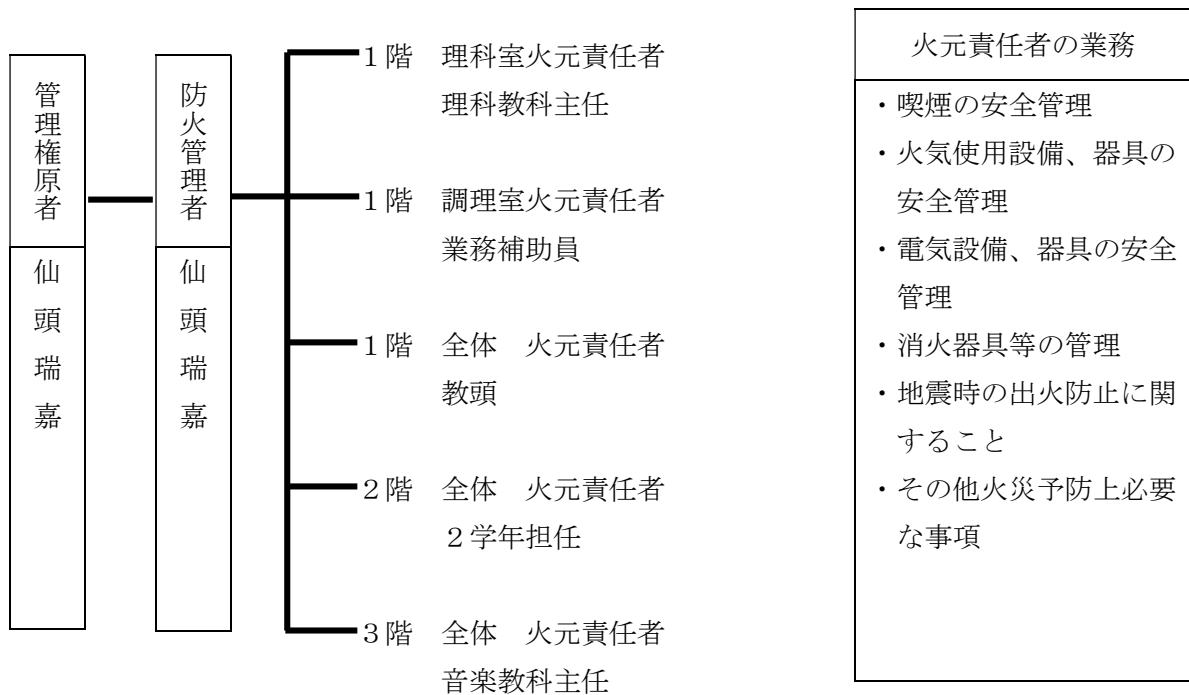 管理権原者
仙頭瑞嘉
防火管理者
仙頭瑞嘉
1階 理科室火元責任者
理科教科主任
1階 調理室火元責任者
業務補助員
1階 全体 火元責任者
教頭
2階 全体 火元責任者
2学年担任
3階 全体 火元責任者
音楽教科主任
火元責任者の業務
・喫煙の安全管理
・火気使用設備、器具の
安全管理
・電気設備、器具の安全
管理
・消火器具等の管理
・地震時の出火防止に関
すること
・その他火災予防上必要
な事項